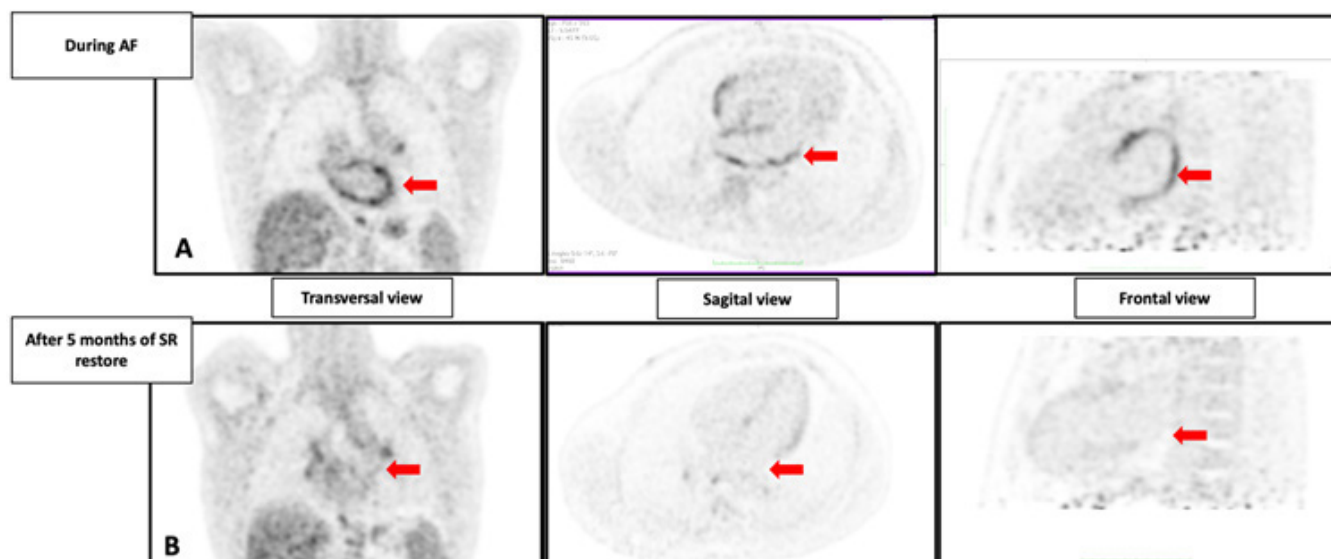 During AF
A
Transversal view
Sagital view
Frontal view
After 5 months of SR
restore
B